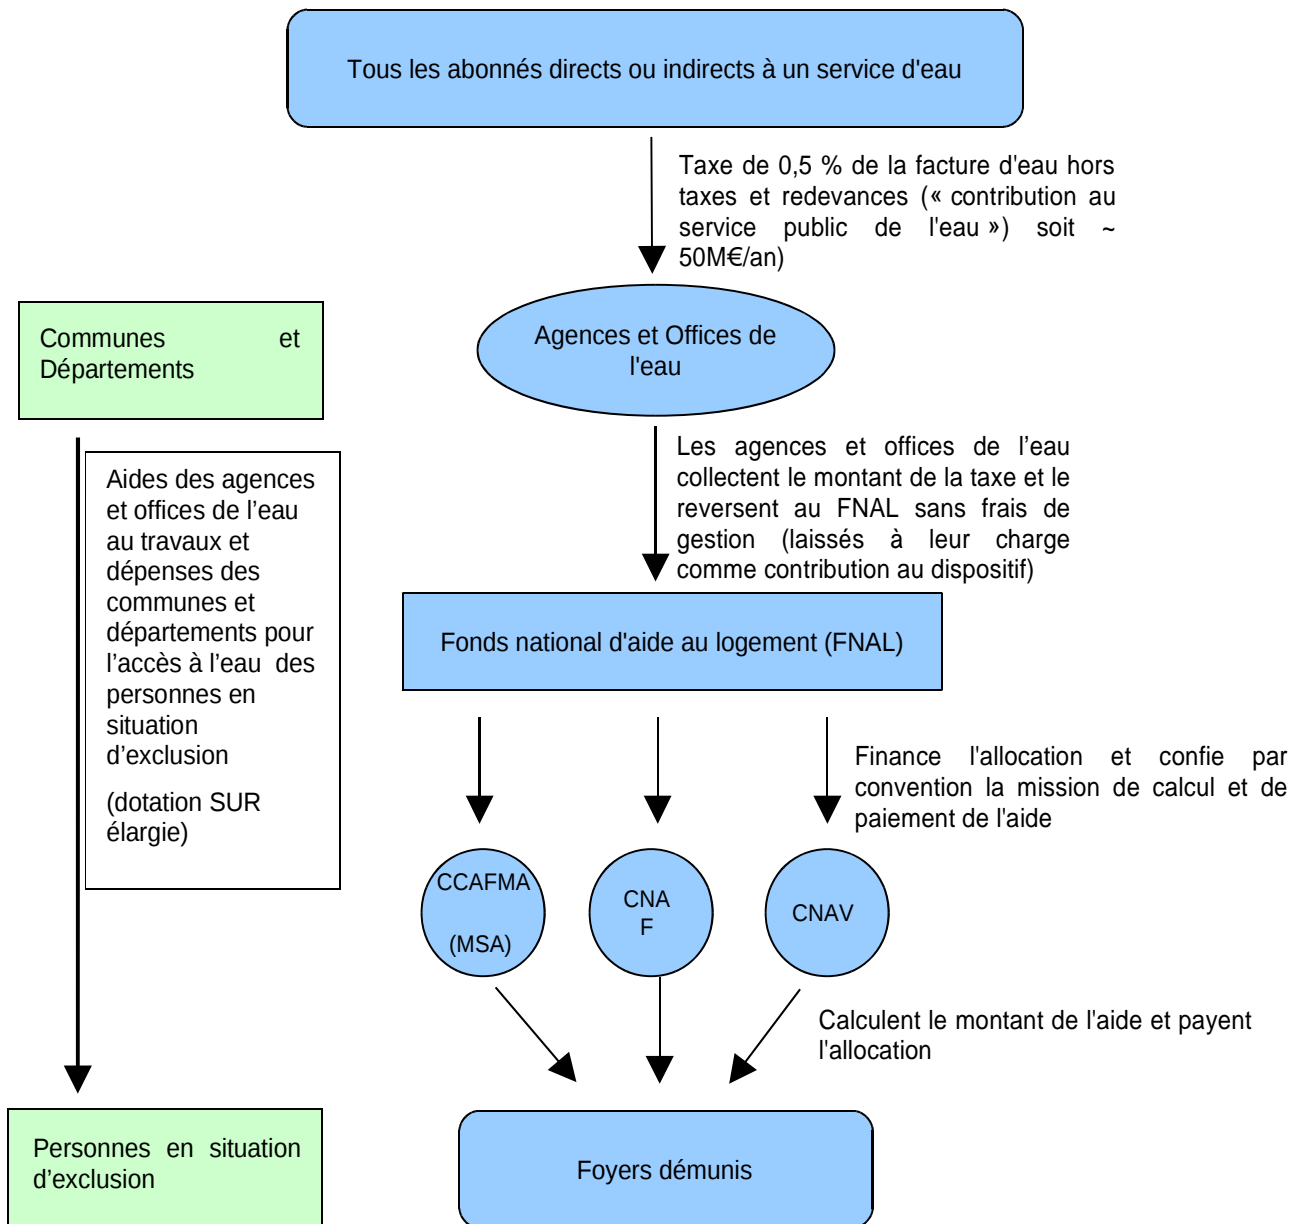 Tous les abonnés directs ou indirects à un service d'eau
Taxe de 0,5 % de la facture d'eau hors
taxes et redevances (« contribution au
service public de l'eau ») soit ~
50M€/an)
Agences et Offices de
l'eau
Communes et
Départements
Les agences et offices de l’eau
collectent le montant de la taxe et le
reversent au FNAL sans frais de
gestion (laissés à leur charge
comme contribution au dispositif)
Aides des agences
et offices de l’eau
au travaux et
dépenses des
communes et
départements pour
l’accès à l’eau des
personnes en
situation
d’exclusion
(dotation SUR
élargie)
Fonds national d'aide au logement (FNAL)
Finance l'allocation et confie par
convention la mission de calcul et de
paiement de l'aide
CCAFMA
(MSA)
CNA
F
CNAV
Calculent le montant de l'aide et payent
l'allocation
Personnes en situation
d’exclusion
Foyers démunis